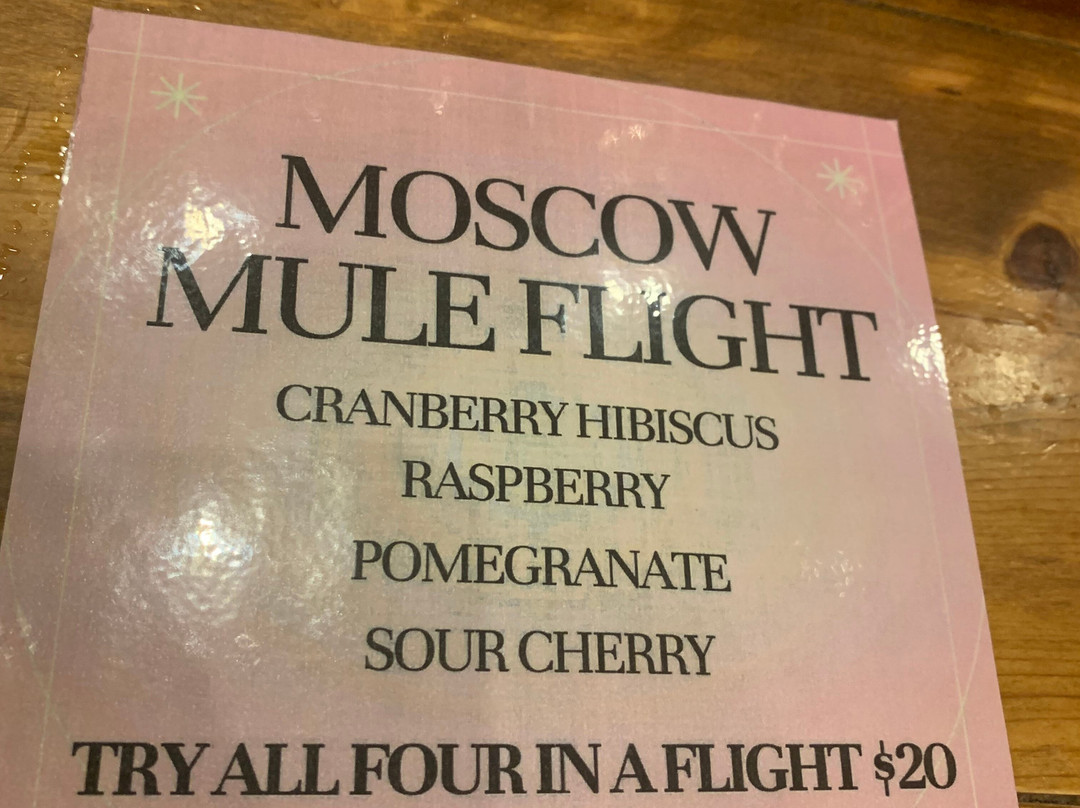 MOSCOW
MULE FLIGHT
CRANBERRY HIBISCUS
RASPBERRY
POMEGRANATE
SOUR CHERRY
TRY ALL FOUR IN A FLIGHT $20